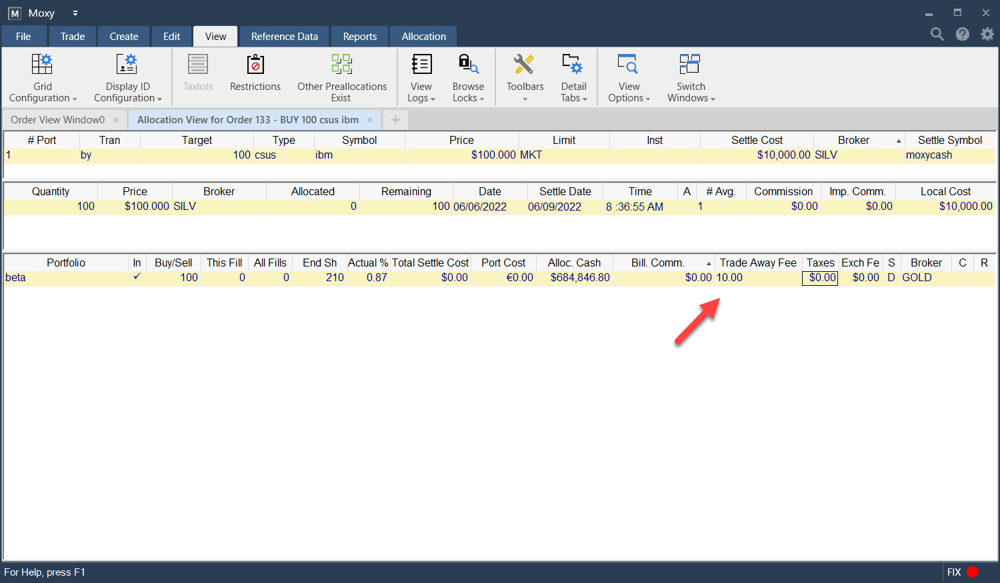 M Moxy
File Trade Create Edit View Reference Data Reports Allocation
Grid Configuration
Display ID Configuration
Taxlots
Restrictions
Other Preallocations Exist
View Logs
Browse Locks
Toolbars
Detail Tabs
View Options
Switch Windows
Order View Window0 × Allocation View for Order 133 - BUY 100 csus ibm × +
# Port Tran Target Type Symbol Price Limit Inst Settle Cost Broker Settle Symbol
1 by 100 csus ibm $100.000 MKT $10,000.00 SILV moxycash
Quantity Price Broker Allocated Remaining Date Settle Date Time A # Avg. Commission Imp. Comm. Local Cost
100 $100.000 SILV 0 100 06/06/2022 06/09/2022 8 :36:55 AM 1 $0.00 $0.00 $10,000.00
Portfolio In Buy/Sell This Fill All Fills End Sh Actual % Total Settle Cost Port Cost Alloc. Cash Bill. Comm. Trade Away Fee Taxes Exch Fe S Broker C R
beta ✓ 100 0 0 210 0.87 $0.00 €0.00 $684,846.80 $0.00 10.00 $0.00 $0.00 D GOLD
For Help, press F1 FIX